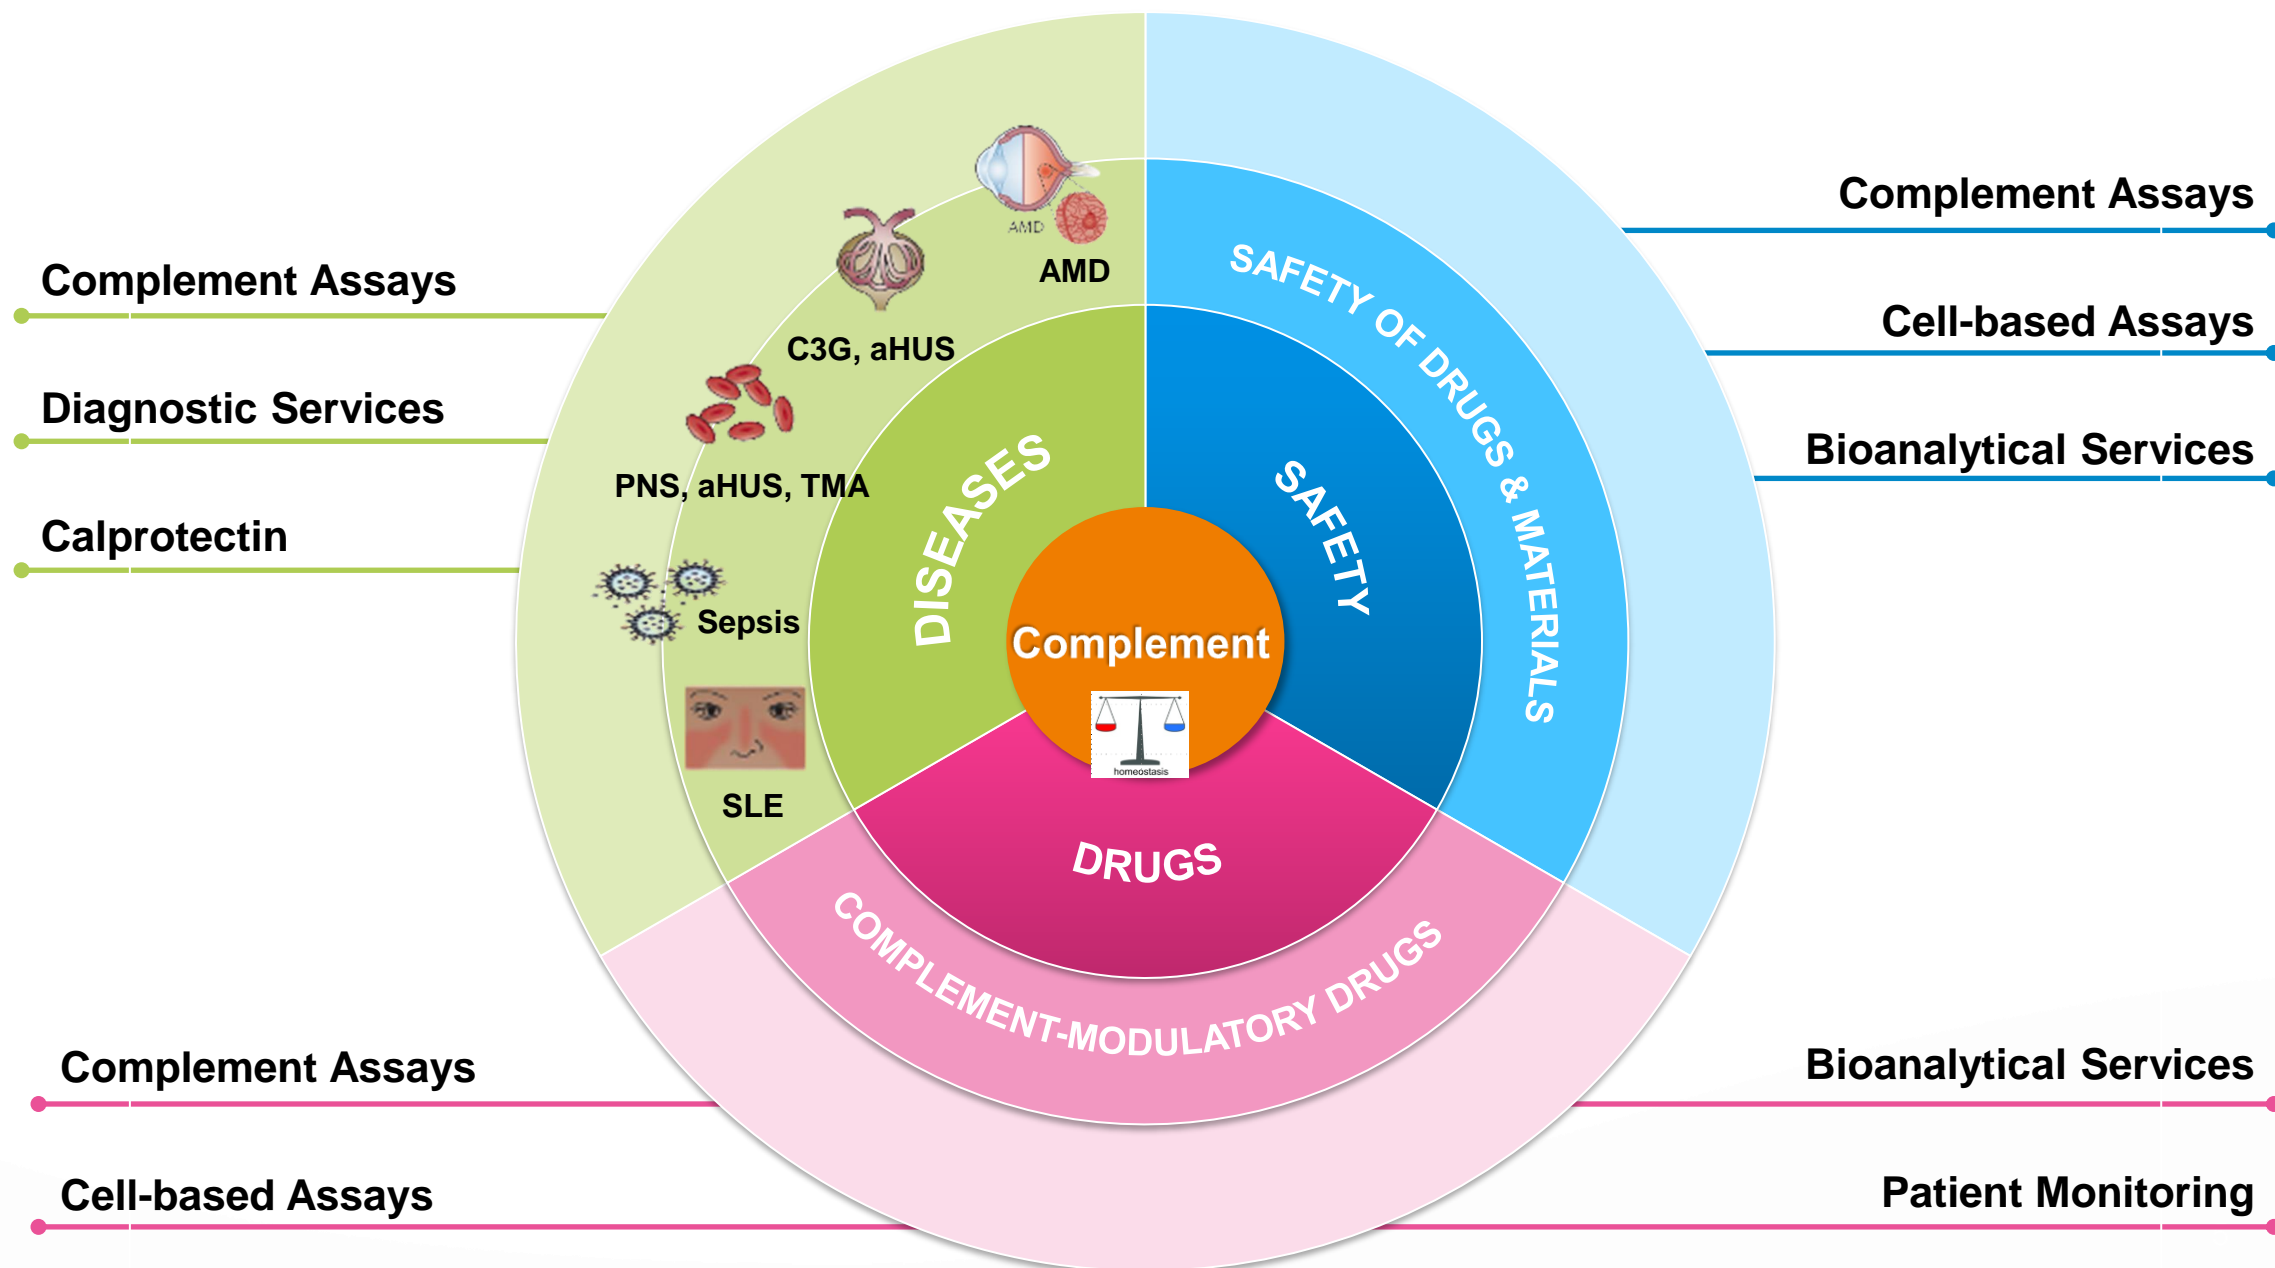 Complement Assays
Diagnostic Services
Calprotectin
AMD
AMD
C3G, aHUS
PNS, aHUS, TMA
Sepsis
SLE
DISEASES
SAFETY
SAFETY OF DRUGS & MATERIALS
Complement
homeostasis
DRUGS
COMPLEMENT-MODULATORY DRUGS
Complement Assays
Cell-based Assays
Bioanalytical Services
Complement Assays
Cell-based Assays
Bioanalytical Services
Patient Monitoring